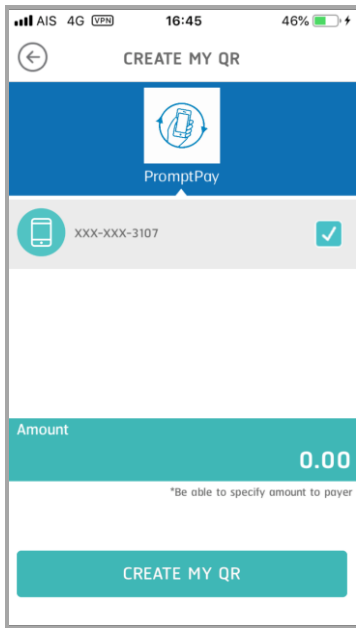 AIS 4G VPN 16:45 46%
CREATE MY QR
PromptPay
XXX-XXX-3107
Amount
0.00
*Be able to specify amount to payer
CREATE MY QR